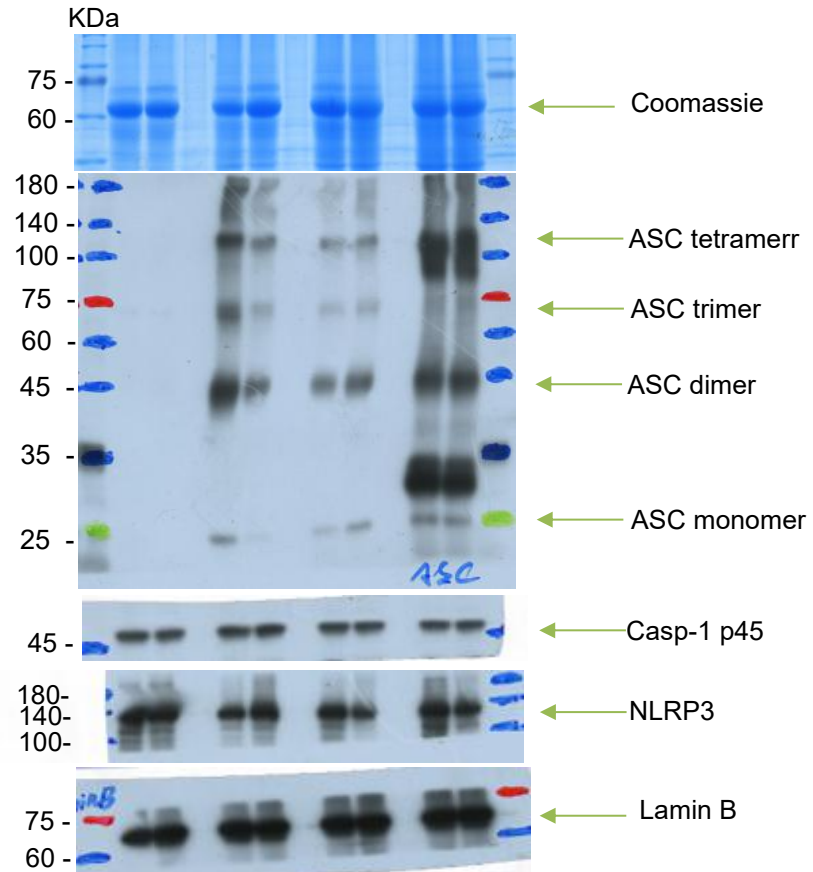 KDa
75 -
60 -
Coomassie
180 -
140 -
100 -
75 -
60 -
45 -
35 -
25 -
ASC tetramerr
ASC trimer
ASC dimer
ASC monomer
ASC
45 -
Casp-1 p45
180-
140-
100-
NLRP3
inB
75 -
60 -
Lamin B